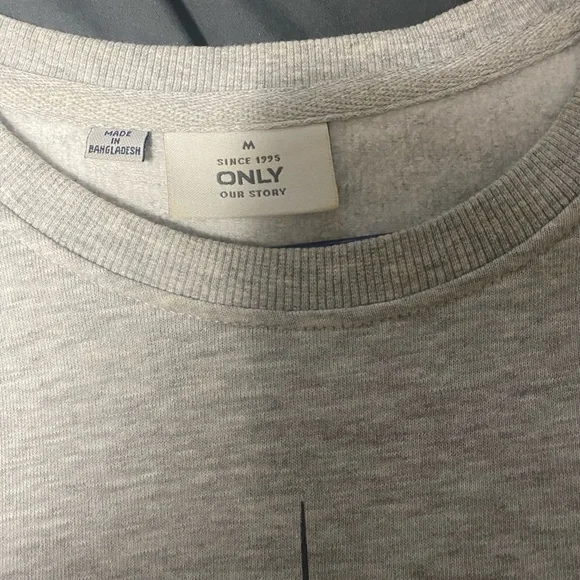 MADE
IN
BANGLADESH
M
SINCE 1995
ONLY
OUR STORY